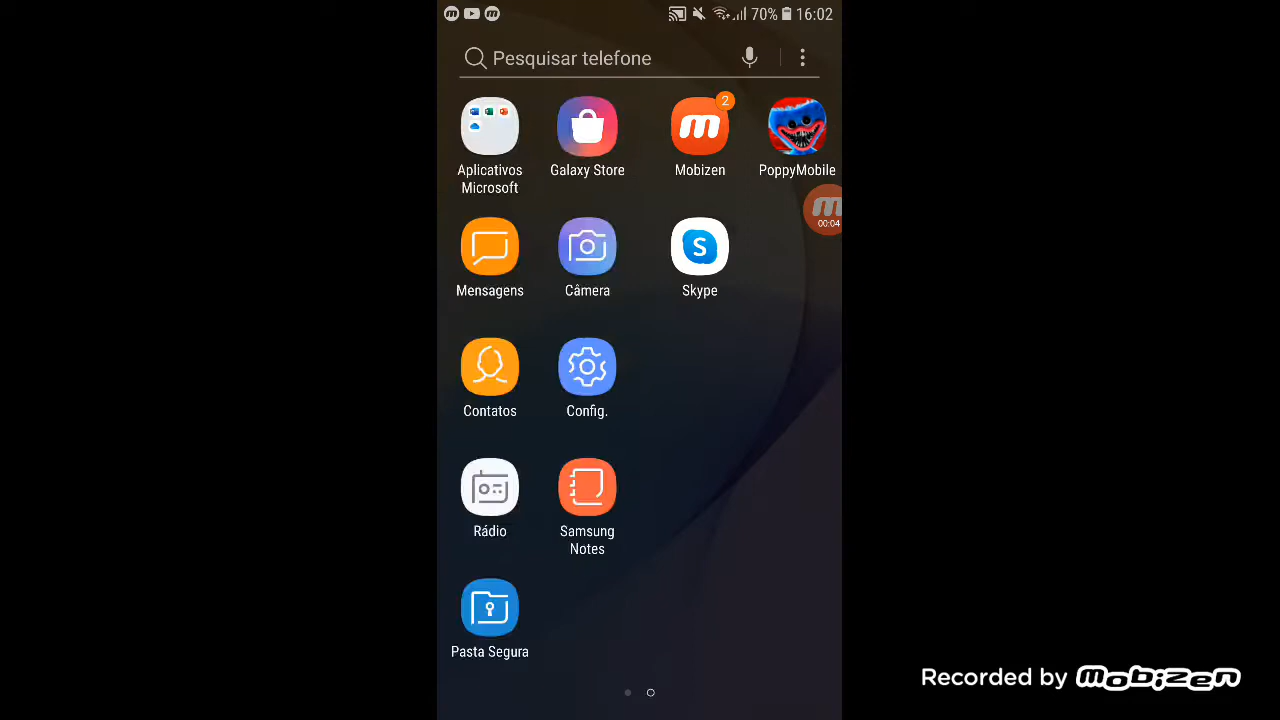 70% 16:02
Pesquisar telefone
2
Aplicativos
Microsoft
Galaxy Store
Mobizen
PoppyMobile
00:04
Mensagens
Câmera
Skype
Contatos
Config.
Rádio
Samsung
Notes
Pasta Segura
Recorded by mobizen